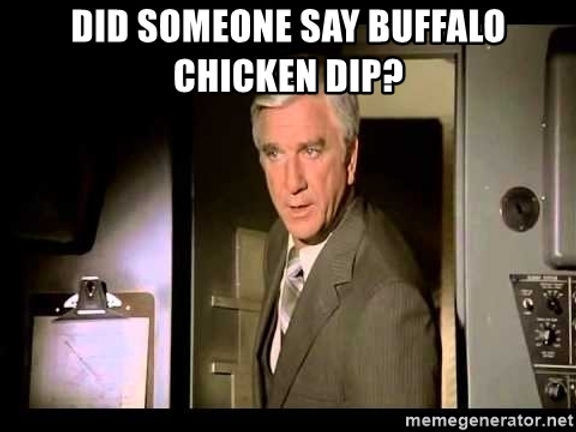 DID SOMEONE SAY BUFFALO
CHICKEN DIP?
memegenerator.net